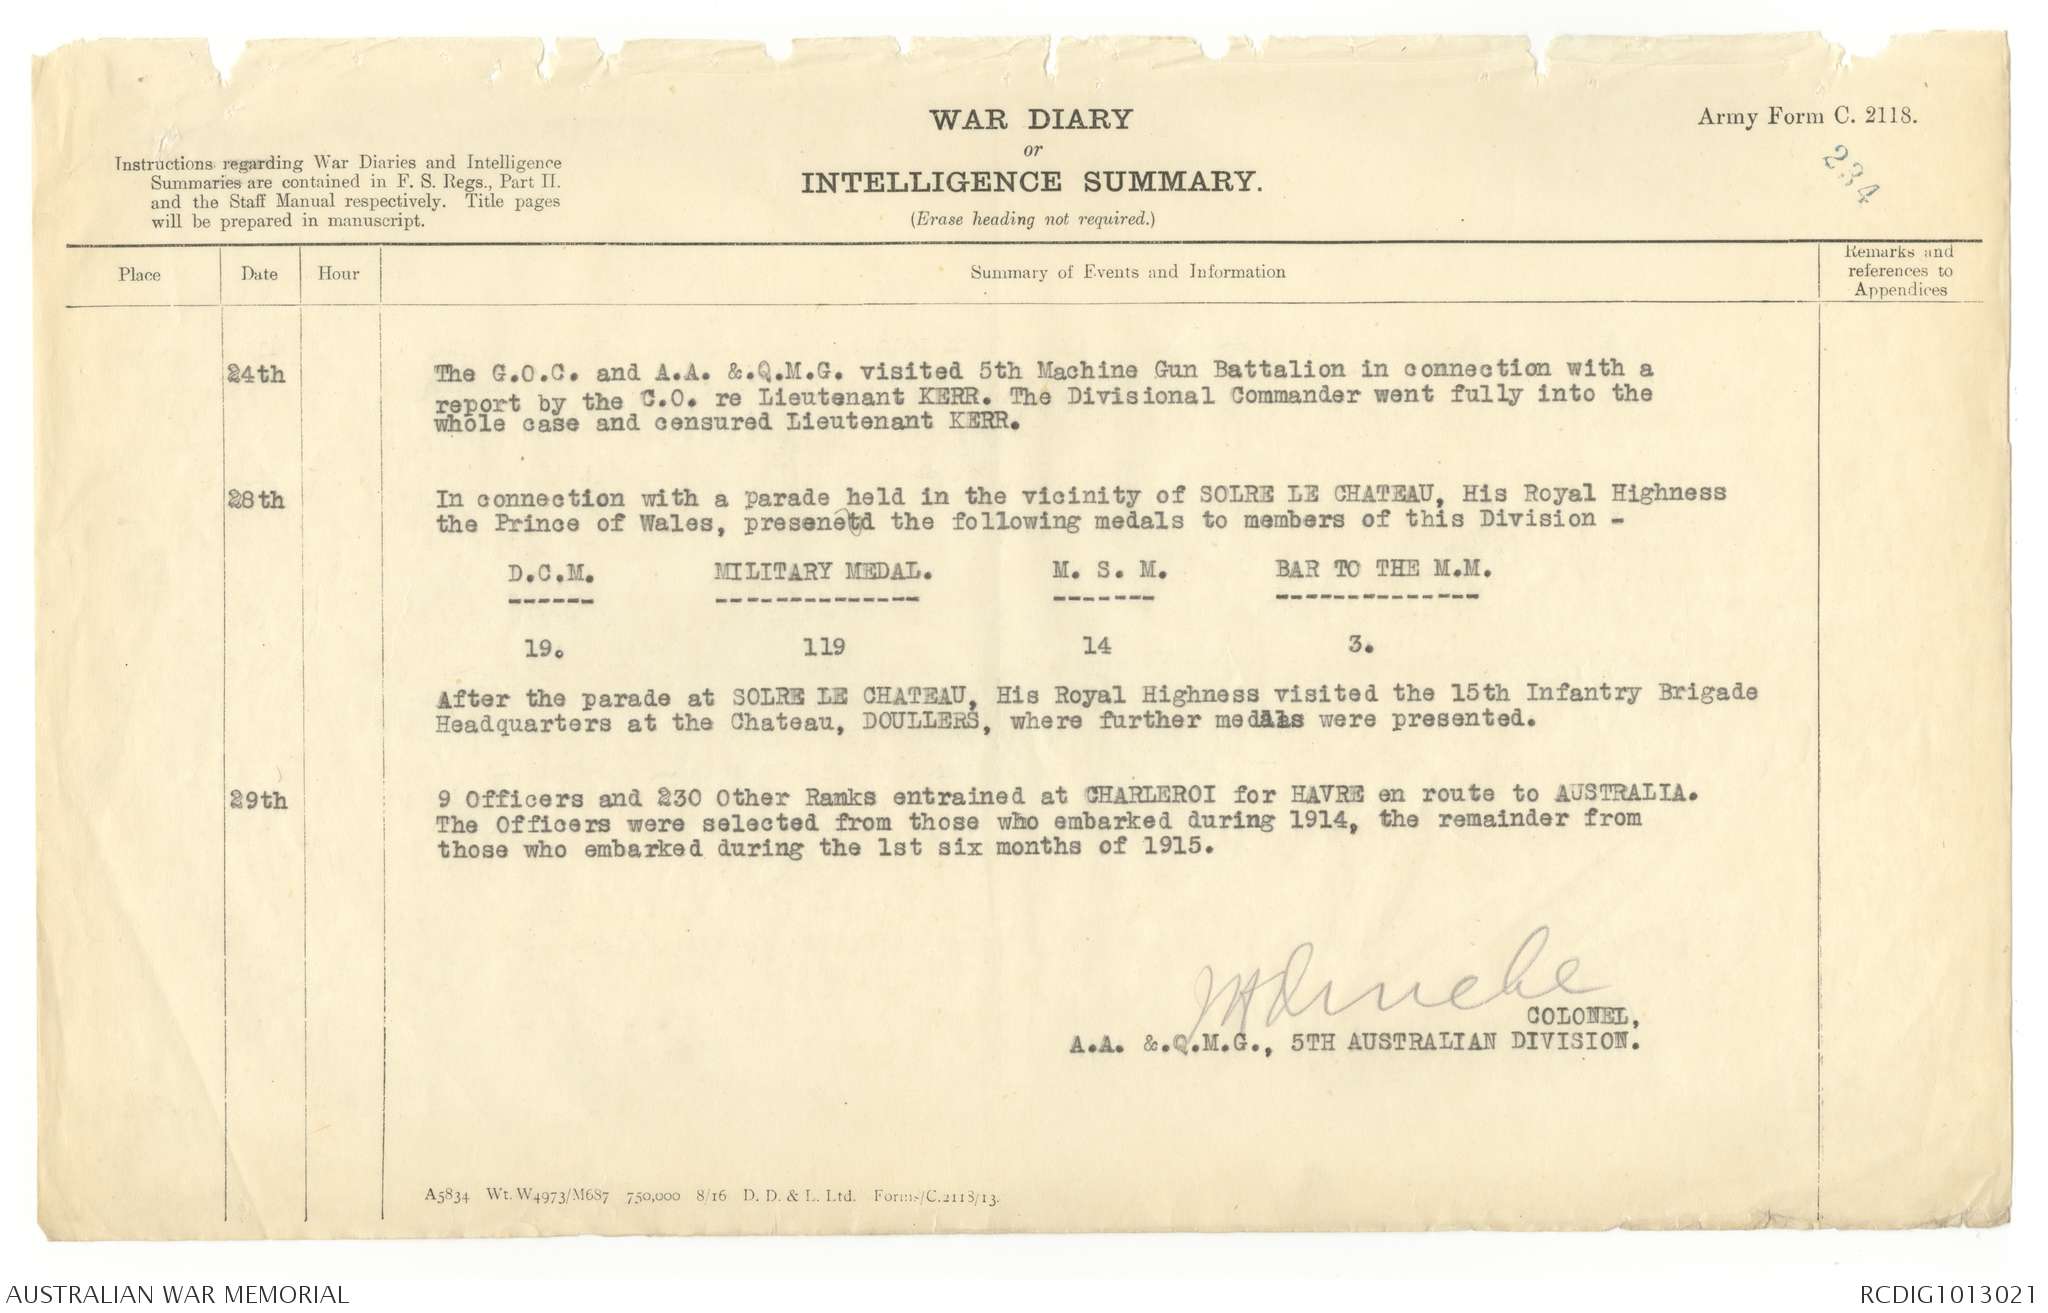 WAR DIARY
or
INTELLIGENCE SUMMARY.
(Erase heading not required.)
Army Form C. 2118.
234
Instructions regarding War Diaries and Intelligence
Summaries are contained in F. S. Regs., Part II.
and the Staff Manual respectively. Title pages
will be prepared in manuscript.
Place Date Hour Summary of Events and Information Remarks and
references to
Appendices
24th The G.O.C. and A.A. &.Q.M.G. visited 5th Machine Gun Battalion in connection with a
report by the C.O. re Lieutenant KERR. The Divisional Commander went fully into the
whole case and censured Lieutenant KERR.
28th In connection with a parade held in the vicinity of SOLRE LE CHATEAU, His Royal Highness
the Prince of Wales, presenetd the following medals to members of this Division -
D.C.M. MILITARY MEDAL. M. S. M. BAR TO THE M.M.
------ -------------- ------- --------------
19. 119 14 3.
After the parade at SOLRE LE CHATEAU, His Royal Highness visited the 15th Infantry Brigade
Headquarters at the Chateau, DOULLERS, where further medals were presented.
29th 9 Officers and 230 Other Ranks entrained at CHARLEROI for HAVRE en route to AUSTRALIA.
The Officers were selected from those who embarked during 1914, the remainder from
those who embarked during the 1st six months of 1915.
COLONEL,
A.A. &.Q.M.G., 5TH AUSTRALIAN DIVISION.
A5834 Wt. W4973/M687 750,000 8/16 D. D. & L. Ltd. Forms/C.2118/13.
AUSTRALIAN WAR MEMORIAL
RCDIG1013021